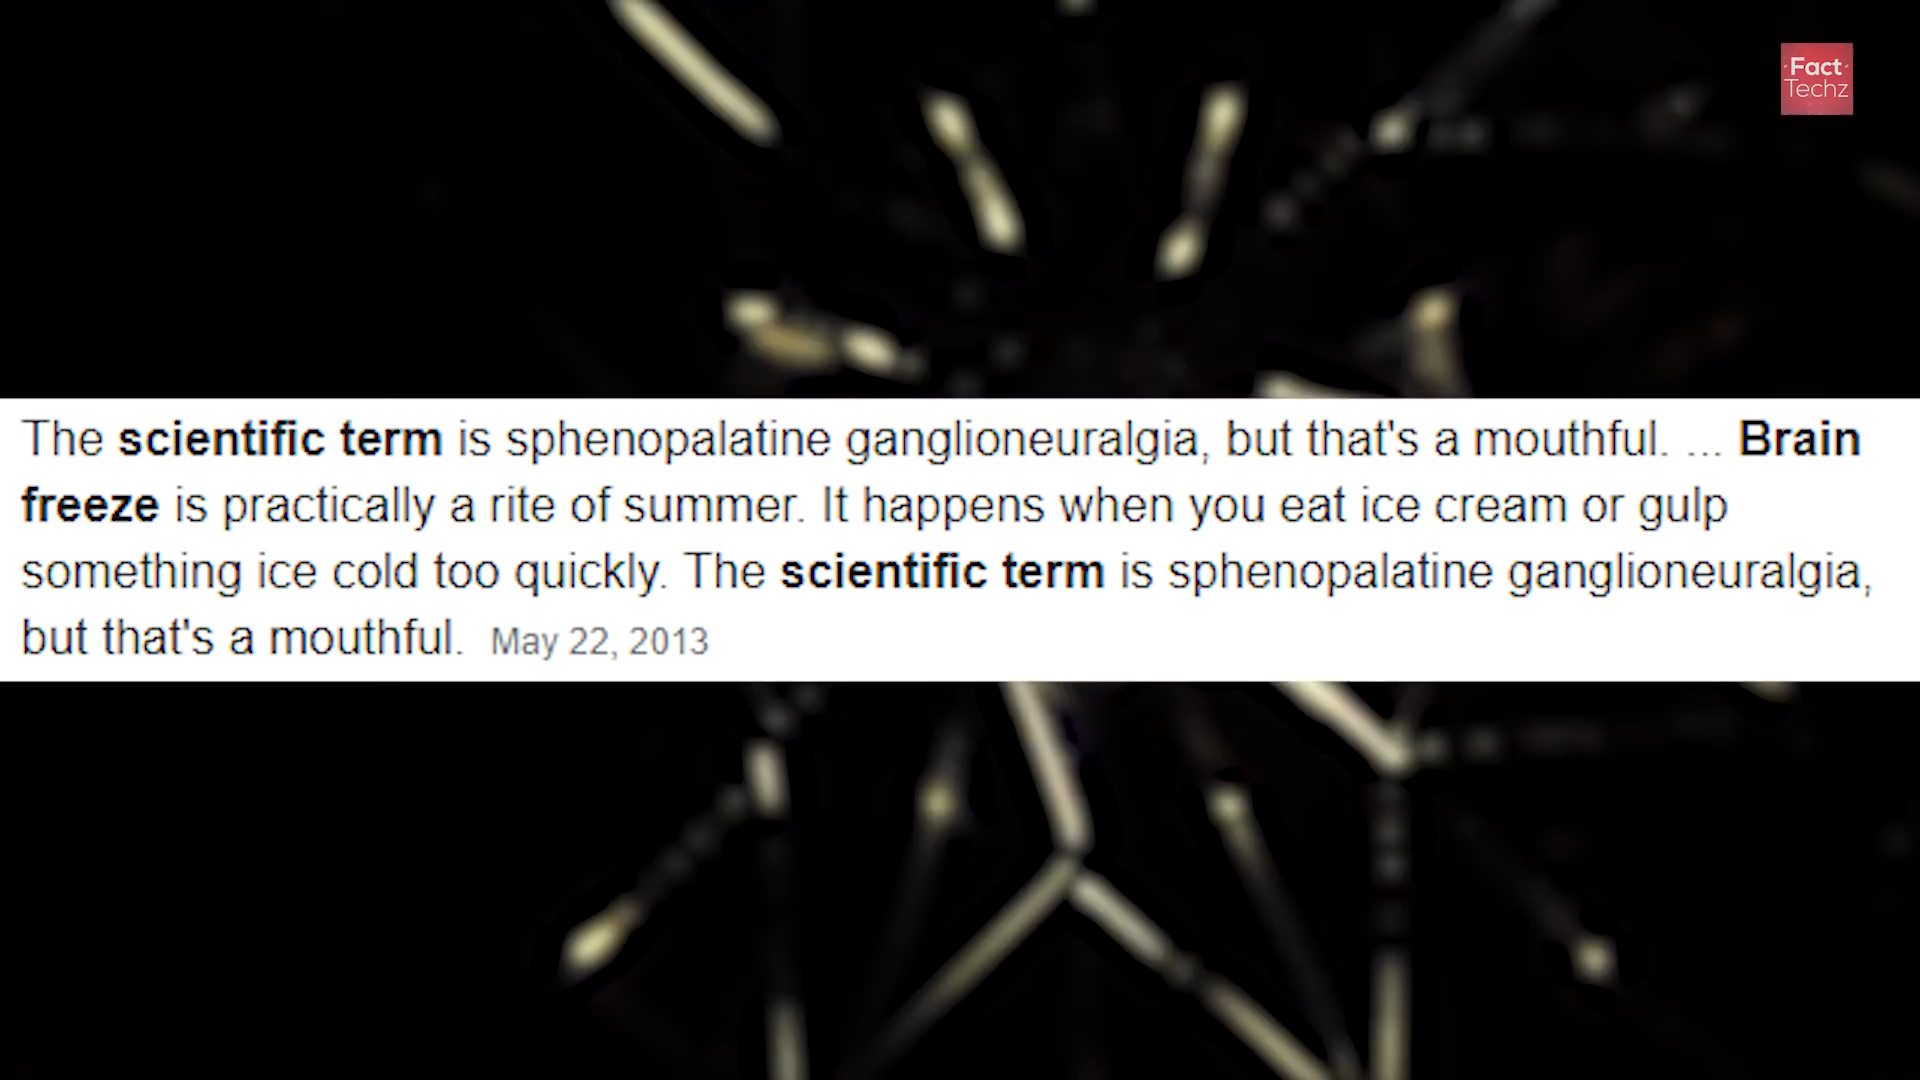 Fact
Techz
The scientific term is sphenopalatine ganglioneuralgia, but that's a mouthful. ... Brain
freeze is practically a rite of summer. It happens when you eat ice cream or gulp
something ice cold too quickly. The scientific term is sphenopalatine ganglioneuralgia,
but that's a mouthful. May 22, 2013